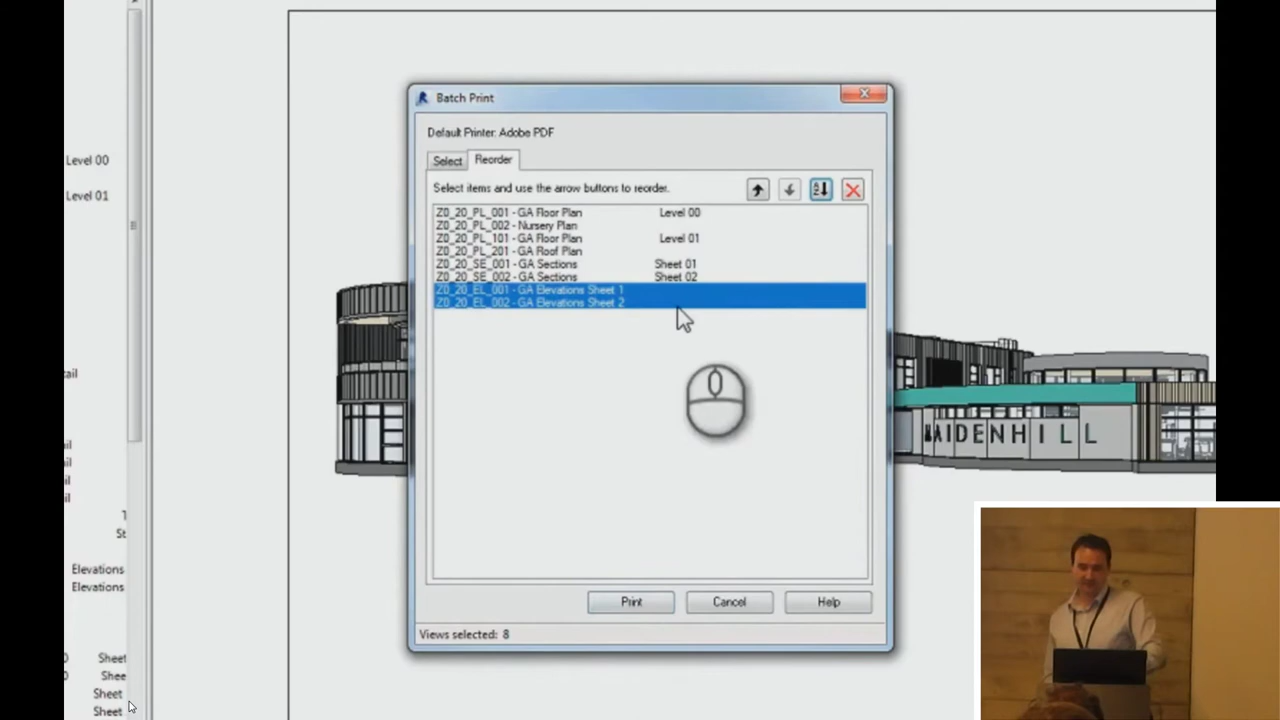 Batch Print
Default Printer: Adobe PDF
Select
Reorder
Select items and use the arrow buttons to reorder.
Z0_20_PL_001 - GA Floor Plan Level 00
Z0_20_PL_002 - Nursery Plan
Z0_20_PL_101 - GA Floor Plan Level 01
Z0_20_PL_201 - GA Roof Plan
Z0_20_SE_001 - GA Sections Sheet 01
Z0_20_SE_002 - GA Sections Sheet 02
Z0_20_EL_001 - GA Elevations Sheet 1
Z0_20_EL_002 - GA Elevations Sheet 2
Print
Cancel
Help
Views selected: 8
Level 00
Level 01
Elevations
Elevations
Sheet
Shee
Sheet
Sheet
AIDENHILL